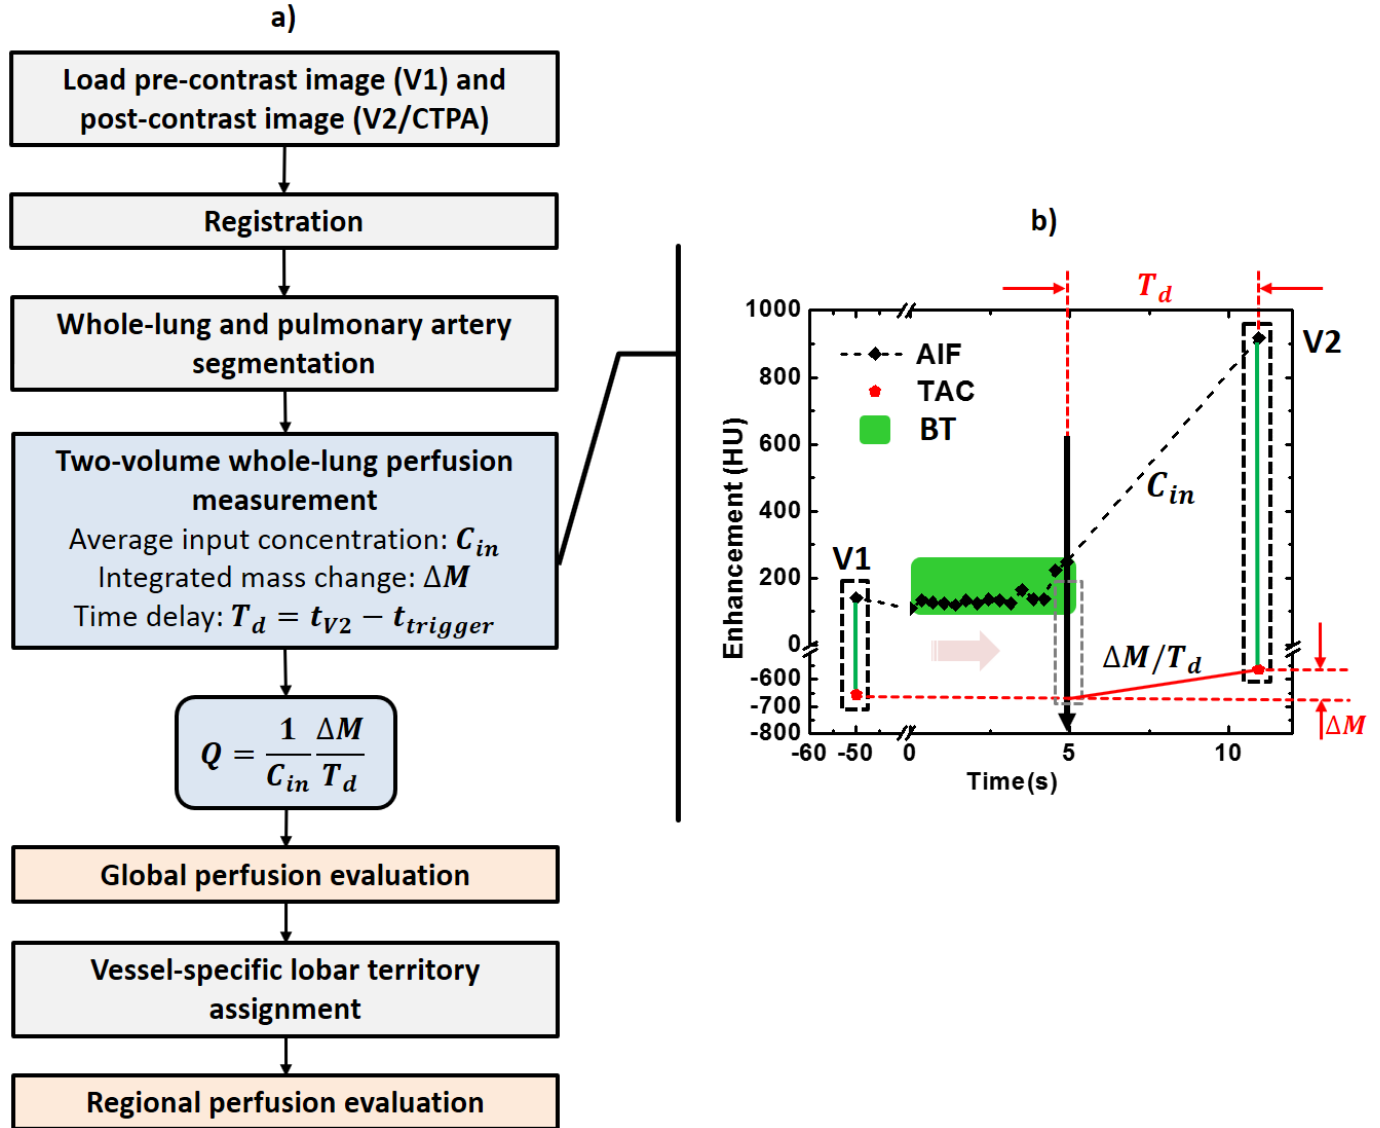 a)
Load pre-contrast image (V1) and
post-contrast image (V2/CTPA)
Registration
Whole-lung and pulmonary artery
segmentation
Two-volume whole-lung perfusion
measurement
Average input concentration: C_in
Integrated mass change: ΔM
Time delay: T_d = t_V2 − t_trigger
Q = 1/C_in ΔM/T_d
Global perfusion evaluation
Vessel-specific lobar territory
assignment
Regional perfusion evaluation
b)
T_d
1000
800
600
400
200
0
-600
-700
-800
Enhancement (HU)
AIF
TAC
BT
V1
V2
C_in
ΔM/T_d
ΔM
-60 -50 0 5 10
Time(s)